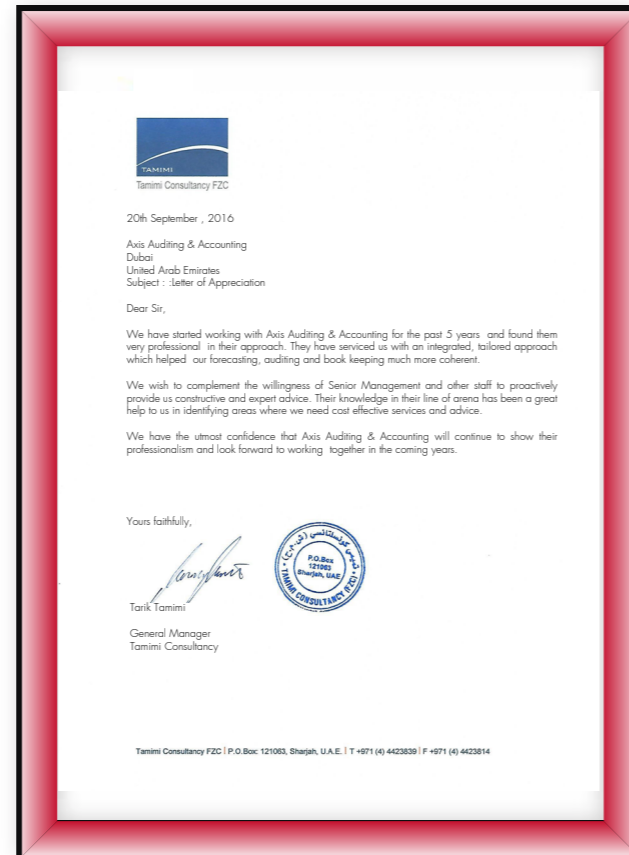 TAMIMI
Tamimi Consultancy FZC
20th September , 2016
Axis Auditing & Accounting
Dubai
United Arab Emirates
Subject : :Letter of Appreciation
Dear Sir,
We have started working with Axis Auditing & Accounting for the past 5 years and found them
very professional in their approach. They have serviced us with an integrated, tailored approach
which helped our forecasting, auditing and book keeping much more coherent.
We wish to complement the willingness of Senior Management and other staff to proactively
provide us constructive and expert advice. Their knowledge in their line of arena has been a great
help to us in identifying areas where we need cost effective services and advice.
We have the utmost confidence that Axis Auditing & Accounting will continue to show their
professionalism and look forward to working together in the coming years.
Yours faithfully,
تميمي كونسلتانسي (ش.م.ح)
P.O.Box
121063
Sharjah, UAE
TAMIMI CONSULTANCY (FZC)
Tarik Tamimi
General Manager
Tamimi Consultancy
Tamimi Consultancy FZC | P.O.Box: 121063, Sharjah, U.A.E. | T +971 (4) 4423839 | F +971 (4) 4423814